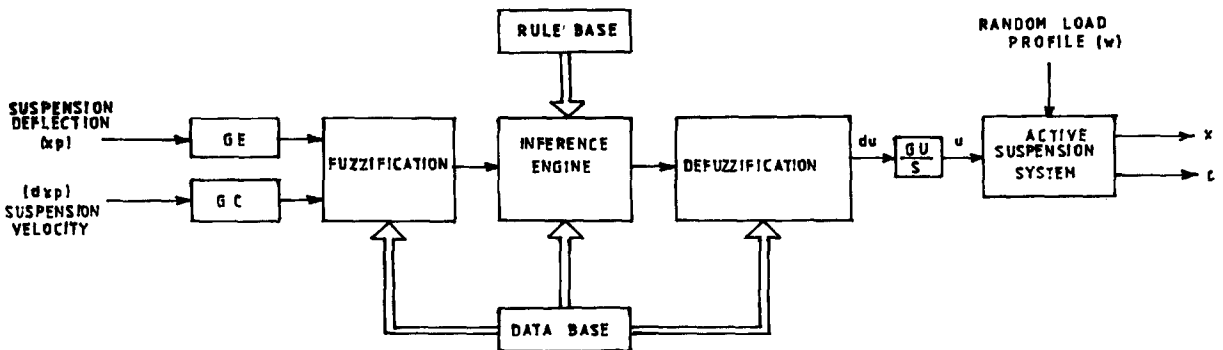 RULE' BASE
RANDOM LOAD
PROFILE (w)
SUSPENSION
DEFLECTION
(xp)
GE
FUZZIFICATION
INFERENCE
ENGINE
DEFUZZIFICATION
du
GU
S
u
ACTIVE
SUSPENSION
SYSTEM
x
(dxp)
SUSPENSION
VELOCITY
GC
DATA BASE